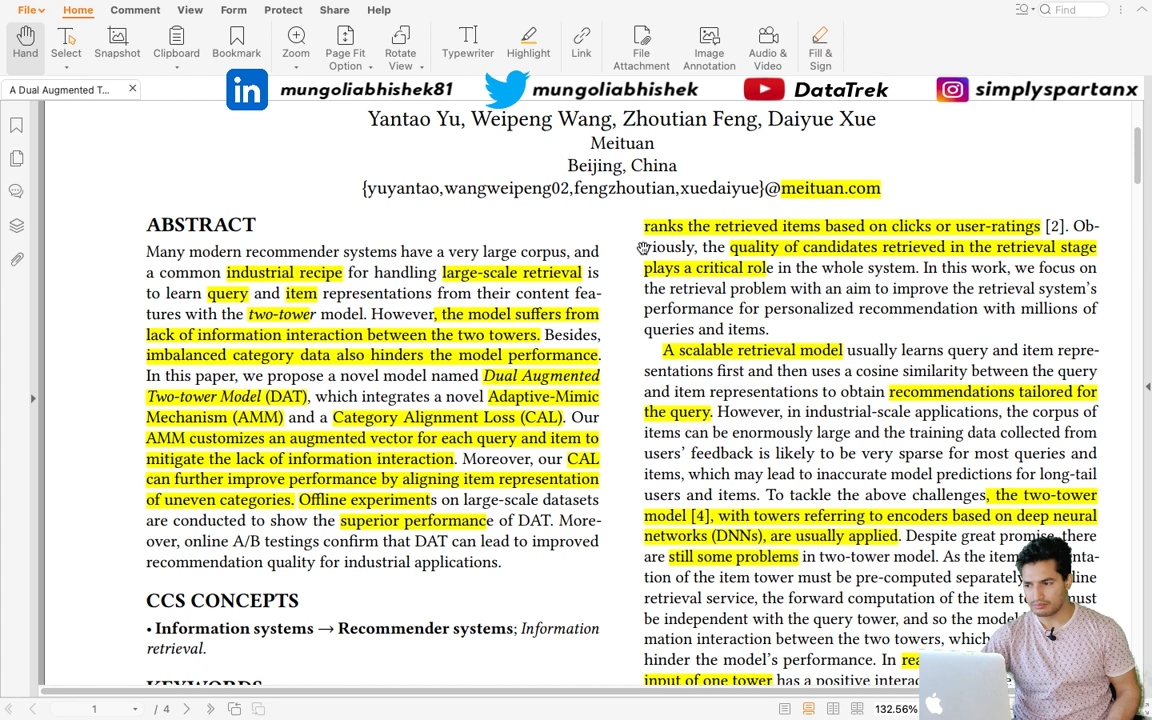 File Home Comment View Form Protect Share Help
Find
Hand Select Snapshot Clipboard Bookmark Zoom Page Fit Option Rotate View Typewriter Highlight Link File Attachment Image Annotation Audio & Video Fill & Sign
A Dual Augmented T...
in mungoliabhishek81 mungoliabhishek DataTrek simplyspartanx
Yantao Yu, Weipeng Wang, Zhoutian Feng, Daiyue Xue
Meituan
Beijing, China
{yuyantao,wangweipeng02,fengzhoutian,xuedaiyue}@meituan.com
ABSTRACT
Many modern recommender systems have a very large corpus, and
a common industrial recipe for handling large-scale retrieval is
to learn query and item representations from their content fea-
tures with the two-tower model. However, the model suffers from
lack of information interaction between the two towers. Besides,
imbalanced category data also hinders the model performance.
In this paper, we propose a novel model named Dual Augmented
Two-tower Model (DAT), which integrates a novel Adaptive-Mimic
Mechanism (AMM) and a Category Alignment Loss (CAL). Our
AMM customizes an augmented vector for each query and item to
mitigate the lack of information interaction. Moreover, our CAL
can further improve performance by aligning item representation
of uneven categories. Offline experiments on large-scale datasets
are conducted to show the superior performance of DAT. More-
over, online A/B testings confirm that DAT can lead to improved
recommendation quality for industrial applications.
CCS CONCEPTS
• Information systems → Recommender systems; Information
retrieval.
KEYWORDS
ranks the retrieved items based on clicks or user-ratings [2]. Ob-
viously, the quality of candidates retrieved in the retrieval stage
plays a critical role in the whole system. In this work, we focus on
the retrieval problem with an aim to improve the retrieval system's
performance for personalized recommendation with millions of
queries and items.
A scalable retrieval model usually learns query and item repre-
sentations first and then uses a cosine similarity between the query
and item representations to obtain recommendations tailored for
the query. However, in industrial-scale applications, the corpus of
items can be enormously large and the training data collected from
users' feedback is likely to be very sparse for most queries and
items, which may lead to inaccurate model predictions for long-tail
users and items. To tackle the above challenges, the two-tower
model [4], with towers referring to encoders based on deep neural
networks (DNNs), are usually applied. Despite great promise, there
are still some problems in two-tower model. As the item
tion of the item tower must be pre-computed separately
retrieval service, the forward computation of the item must
be independent with the query tower, and so the model
mation interaction between the two towers, which
hinder the model's performance. In
input of one tower has a positive
1 / 4
132.56%